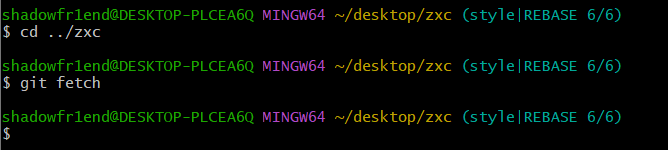 shadowfr1end@DESKTOP-PLCEA6Q MINGW64 ~/desktop/zxc (style|REBASE 6/6)
$ cd ../zxc
shadowfr1end@DESKTOP-PLCEA6Q MINGW64 ~/desktop/zxc (style|REBASE 6/6)
$ git fetch
shadowfr1end@DESKTOP-PLCEA6Q MINGW64 ~/desktop/zxc (style|REBASE 6/6)
$